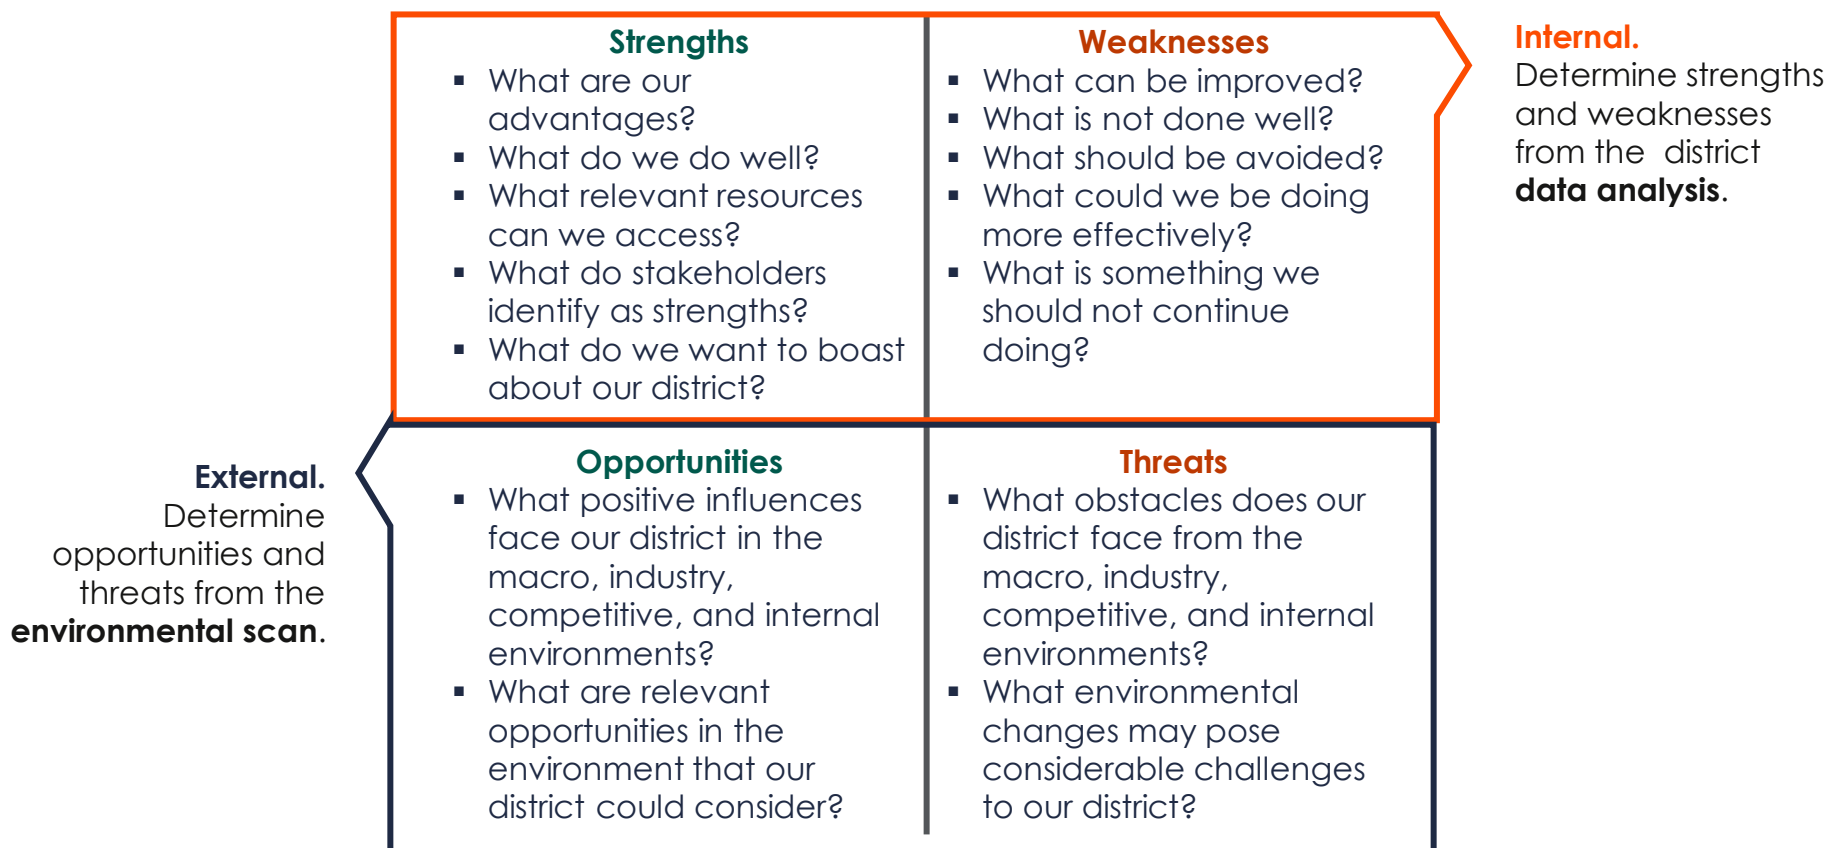 Strengths
▪ What are our
advantages?
▪ What do we do well?
▪ What relevant resources
can we access?
▪ What do stakeholders
identify as strengths?
▪ What do we want to boast
about our district?
Weaknesses
▪ What can be improved?
▪ What is not done well?
▪ What should be avoided?
▪ What could we be doing
more effectively?
▪ What is something we
should not continue
doing?
Internal.
Determine strengths
and weaknesses
from the district
data analysis.
External.
Determine
opportunities and
threats from the
environmental scan.
Opportunities
▪ What positive influences
face our district in the
macro, industry,
competitive, and internal
environments?
▪ What are relevant
opportunities in the
environment that our
district could consider?
Threats
▪ What obstacles does our
district face from the
macro, industry,
competitive, and internal
environments?
▪ What environmental
changes may pose
considerable challenges
to our district?